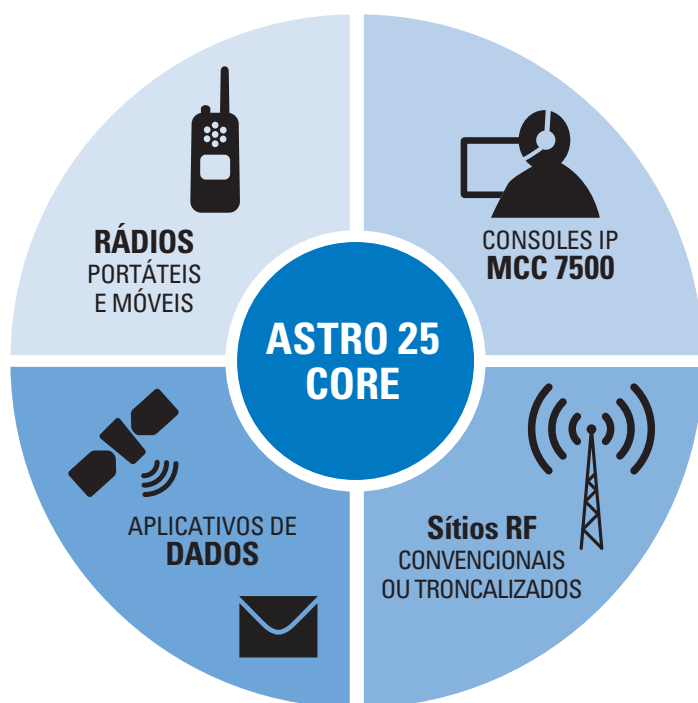 RÁDIOS
PORTÁTEIS
E MÓVEIS
CONSOLES IP
MCC 7500
ASTRO 25
CORE
APLICATIVOS DE
DADOS
Sítios RF
CONVENCIONAIS
OU TRONCALIZADOS